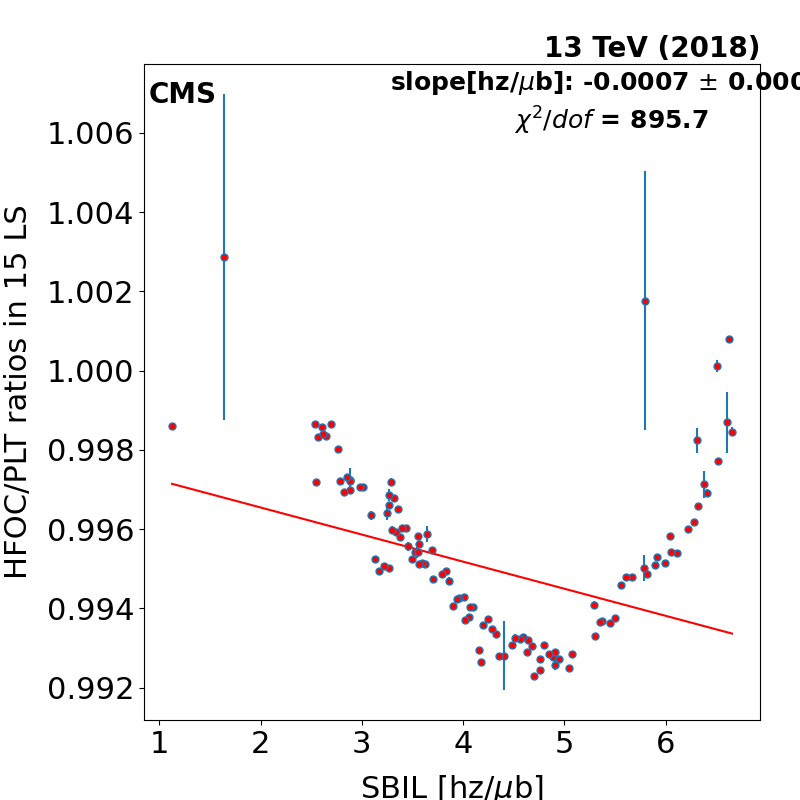 13 TeV (2018)
CMS
slope[hz/μb]: -0.0007 ± 0.000
χ²/dof = 895.7
HFOC/PLT ratios in 15 LS
1.006
1.004
1.002
1.000
0.998
0.996
0.994
0.992
1 2 3 4 5 6
SBIL [hz/μb]